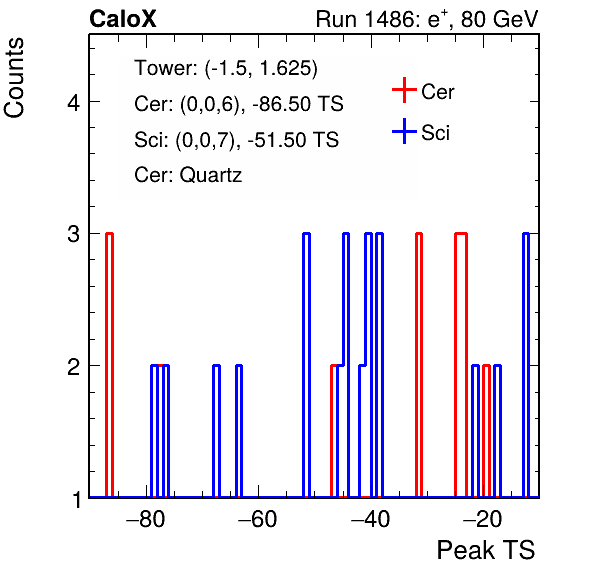 CaloX Run 1486: e⁺, 80 GeV
Counts
Tower: (-1.5, 1.625)
Cer: (0,0,6), -86.50 TS
Sci: (0,0,7), -51.50 TS
Cer: Quartz
Cer
Sci
4
3
2
1
−80 −60 −40 −20
Peak TS